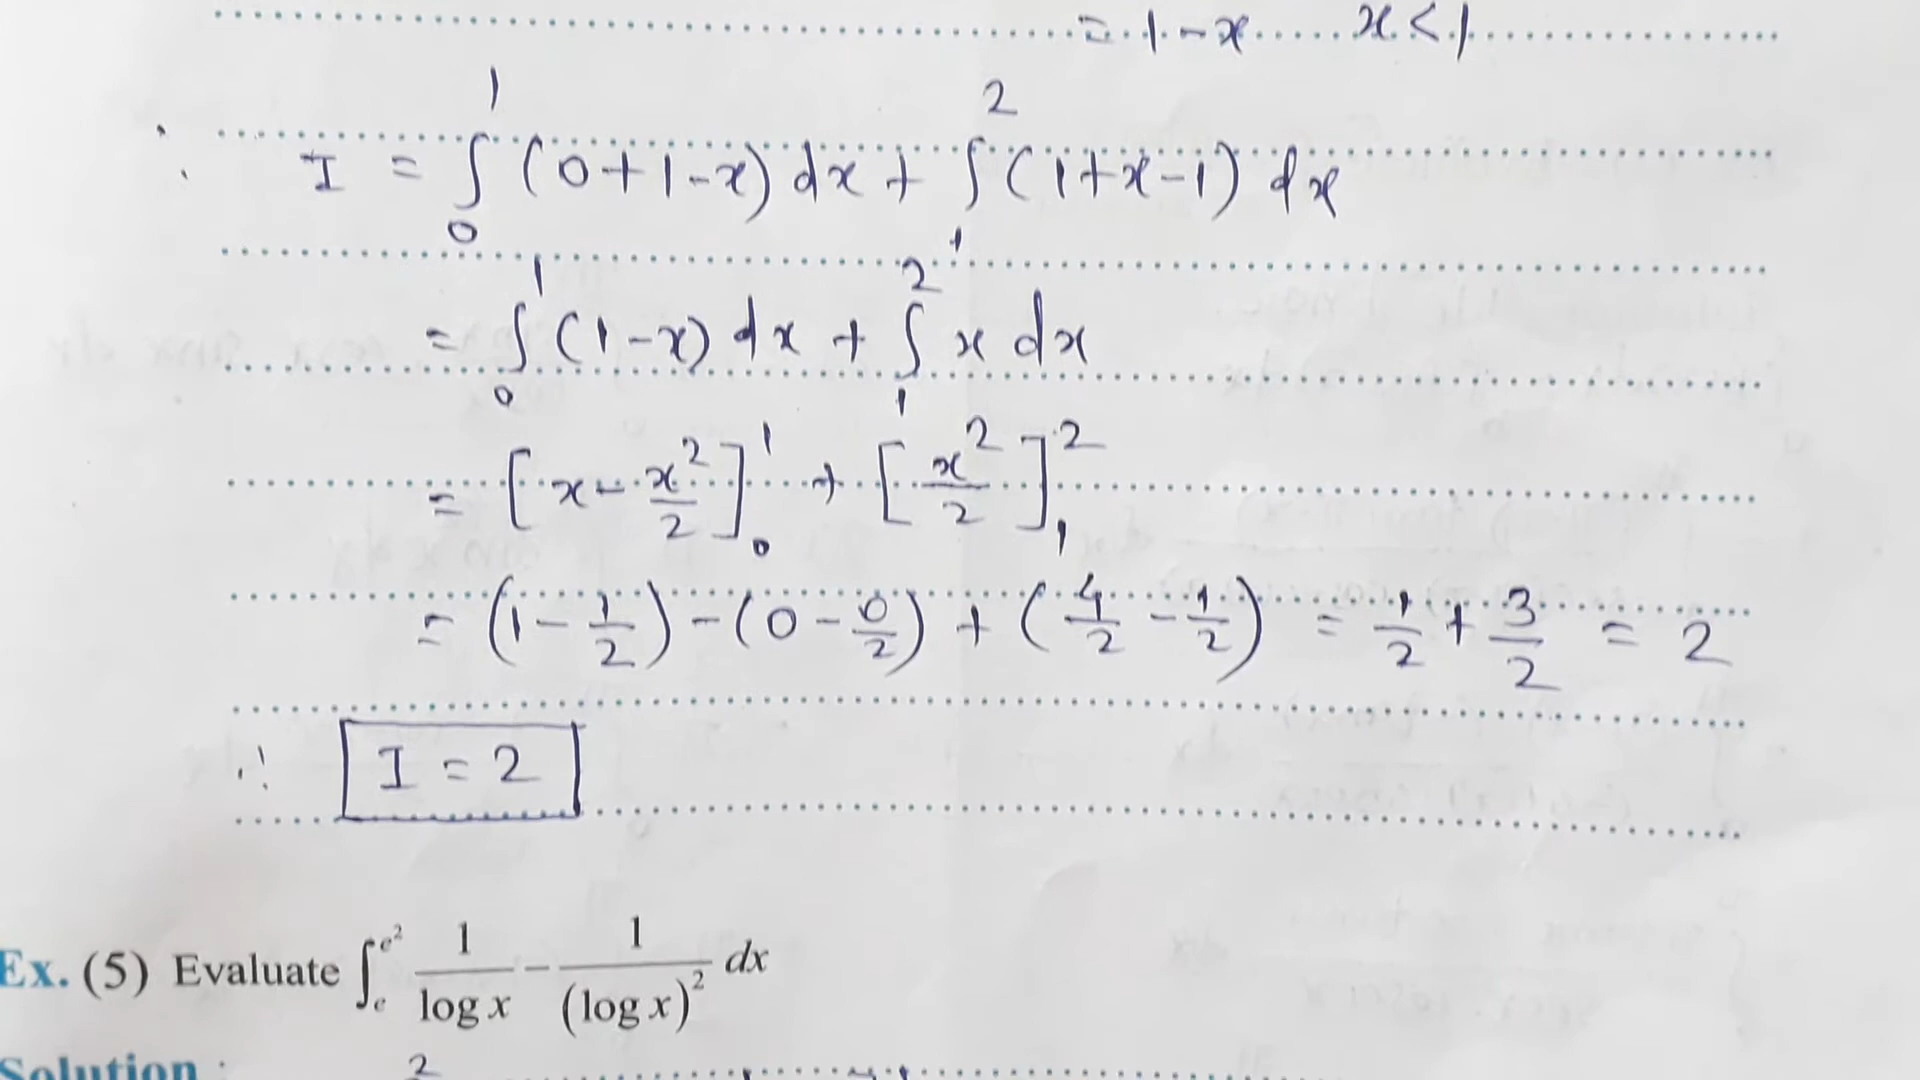 = 1 - x x < 1
∴ I = ∫₀¹ (0+1-x) dx + ∫₁² (1+x-1) dx
= ∫₀¹ (1-x) dx + ∫₁² x dx
= [x - x²/2]₀¹ + [x²/2]₁²
= (1 - 1/2) - (0 - 0/2) + (4/2 - 1/2) = 1/2 + 3/2 = 2
∴ I = 2
Ex. (5) Evaluate ∫ₑ^(e²) 1/log x - 1/(log x)² dx
Solution :
2